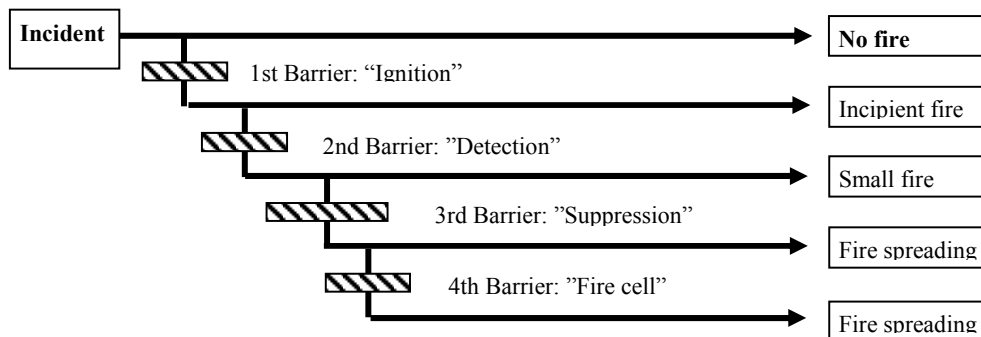 Incident
No fire
1st Barrier: “Ignition”
Incipient fire
2nd Barrier: ”Detection”
Small fire
3rd Barrier: ”Suppression”
Fire spreading
4th Barrier: ”Fire cell”
Fire spreading